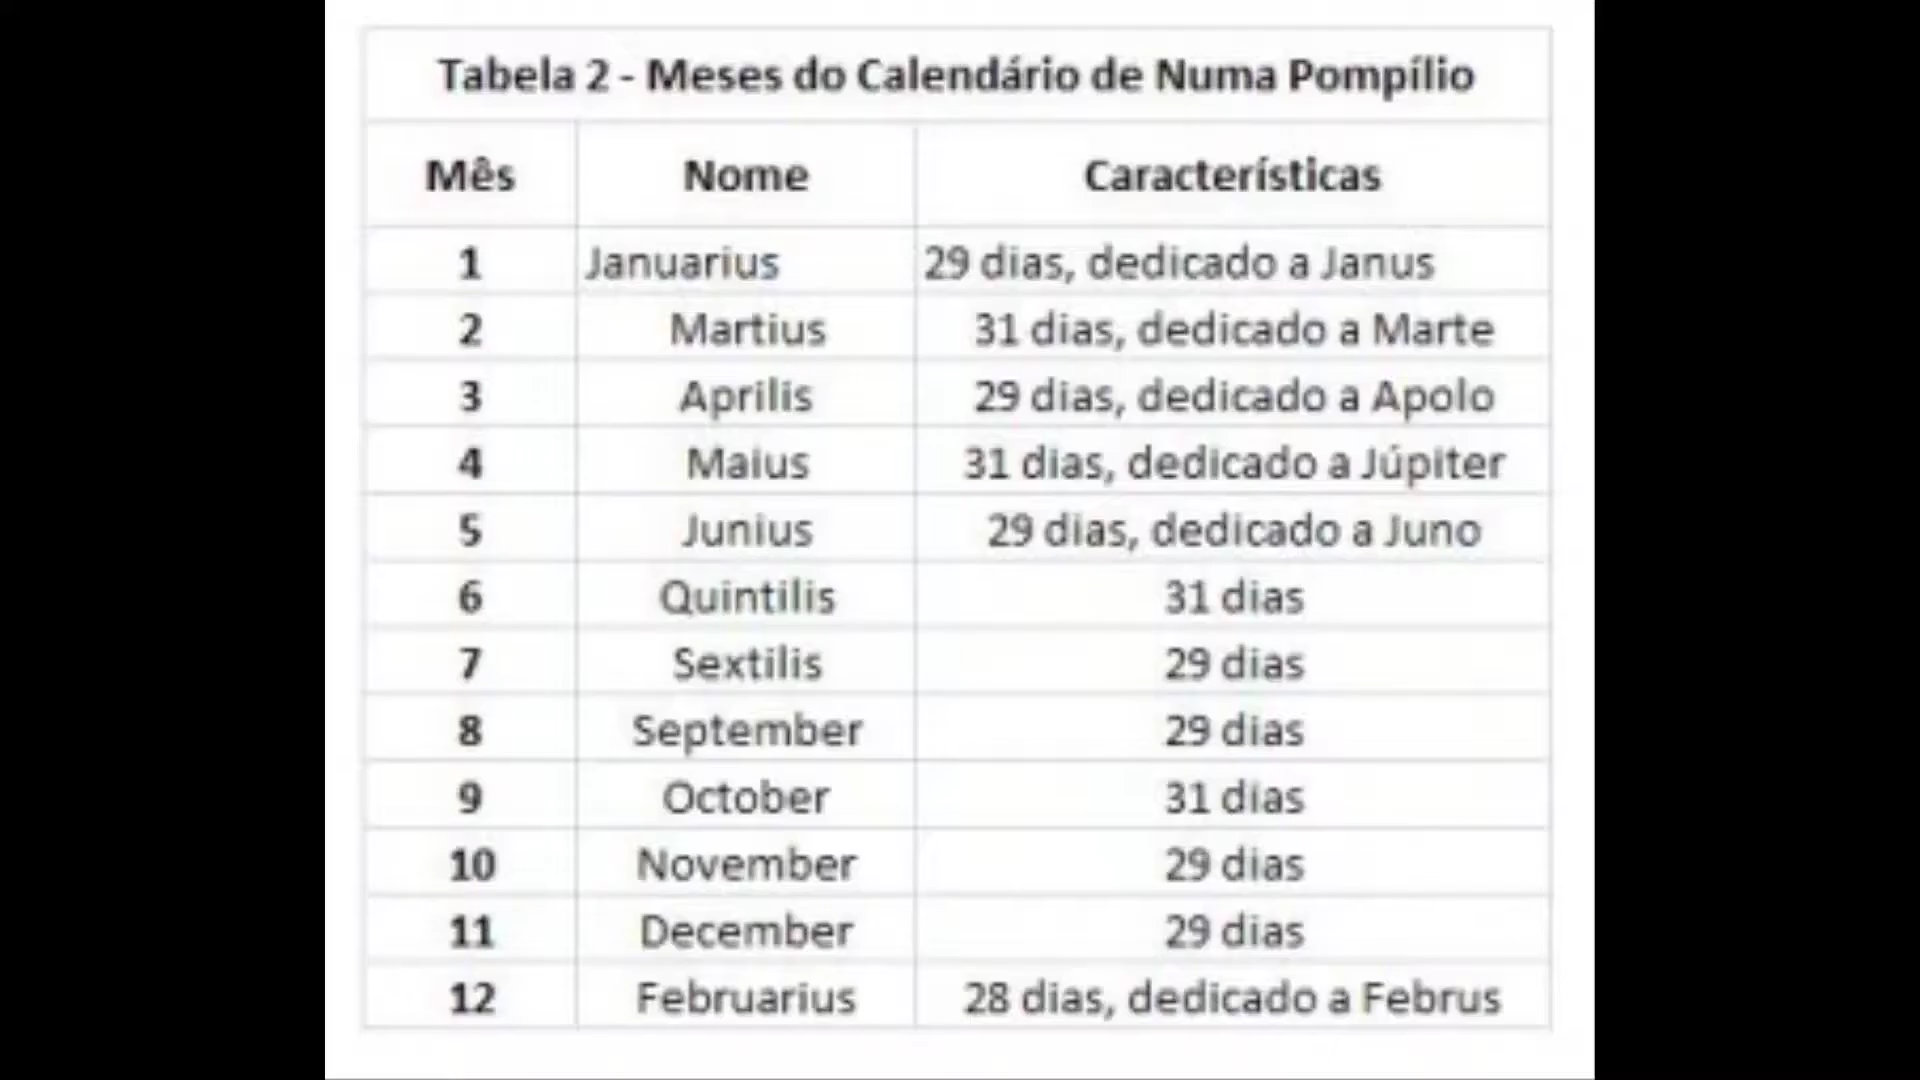 Tabela 2 - Meses do Calendário de Numa Pompílio
Mês Nome Características
1 Januarius 29 dias, dedicado a Janus
2 Martius 31 dias, dedicado a Marte
3 Aprilis 29 dias, dedicado a Apolo
4 Maius 31 dias, dedicado a Júpiter
5 Junius 29 dias, dedicado a Juno
6 Quintilis 31 dias
7 Sextilis 29 dias
8 September 29 dias
9 October 31 dias
10 November 29 dias
11 December 29 dias
12 Februarius 28 dias, dedicado a Februs